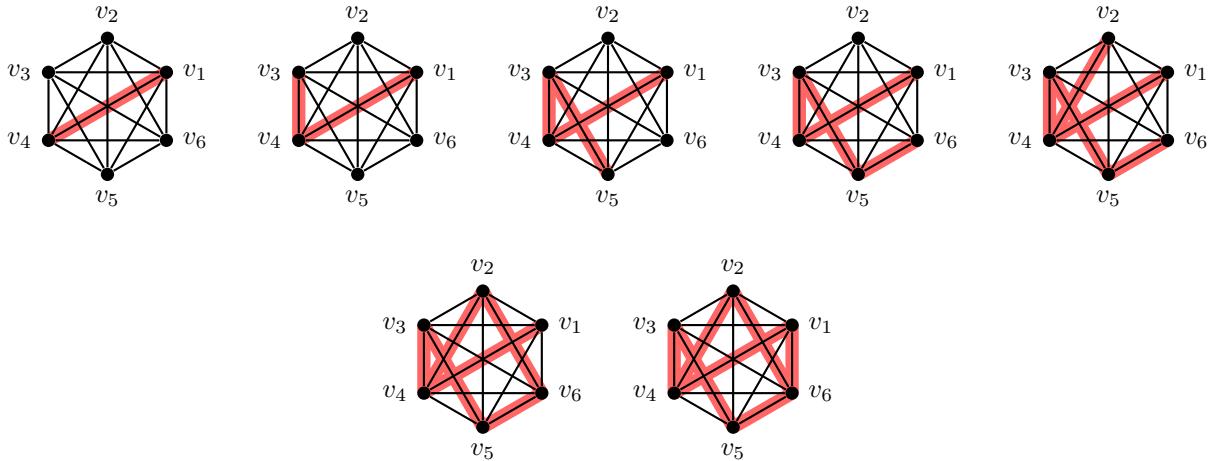 v2 v2 v2 v2 v2
v3 v1 v3 v1 v3 v1 v3 v1 v3 v1
v4 v6 v4 v6 v4 v6 v4 v6 v4 v6
v5 v5 v5 v5 v5
v2 v2
v3 v1 v3 v1
v4 v6 v4 v6
v5 v5